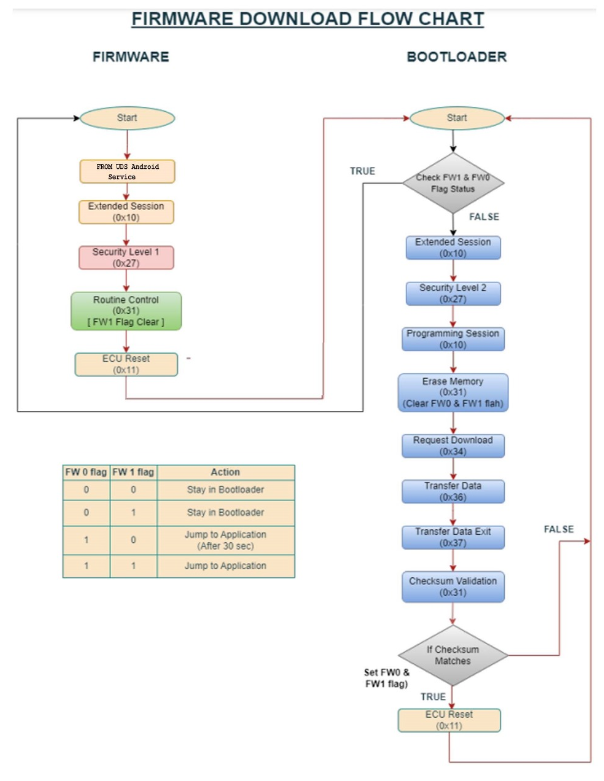 FIRMWARE DOWNLOAD FLOW CHART
FIRMWARE
Start
FROM UDS Android
Service
Extended Session
(0x10)
Security Level 1
(0x27)
Routine Control
(0x31)
[ FW1 Flag Clear ]
ECU Reset
(0x11)
-
BOOTLOADER
Start
Check FW1 & FW0
Flag Status
TRUE
FALSE
Extended Session
(0x10)
Security Level 2
(0x27)
Programming Session
(0x10)
Erase Memory
(0x31)
(Clear FW0 & FW1 flah)
Request Download
(0x34)
Transfer Data
(0x36)
Transfer Data Exit
(0x37)
Checksum Validation
(0x31)
If Checksum
Matches
FALSE
Set FW0 &
FW1 flag)
TRUE
ECU Reset
(0x11)
FW 0 flag FW 1 flag Action
0 0 Stay in Bootloader
0 1 Stay in Bootloader
1 0 Jump to Application
(After 30 sec)
1 1 Jump to Application